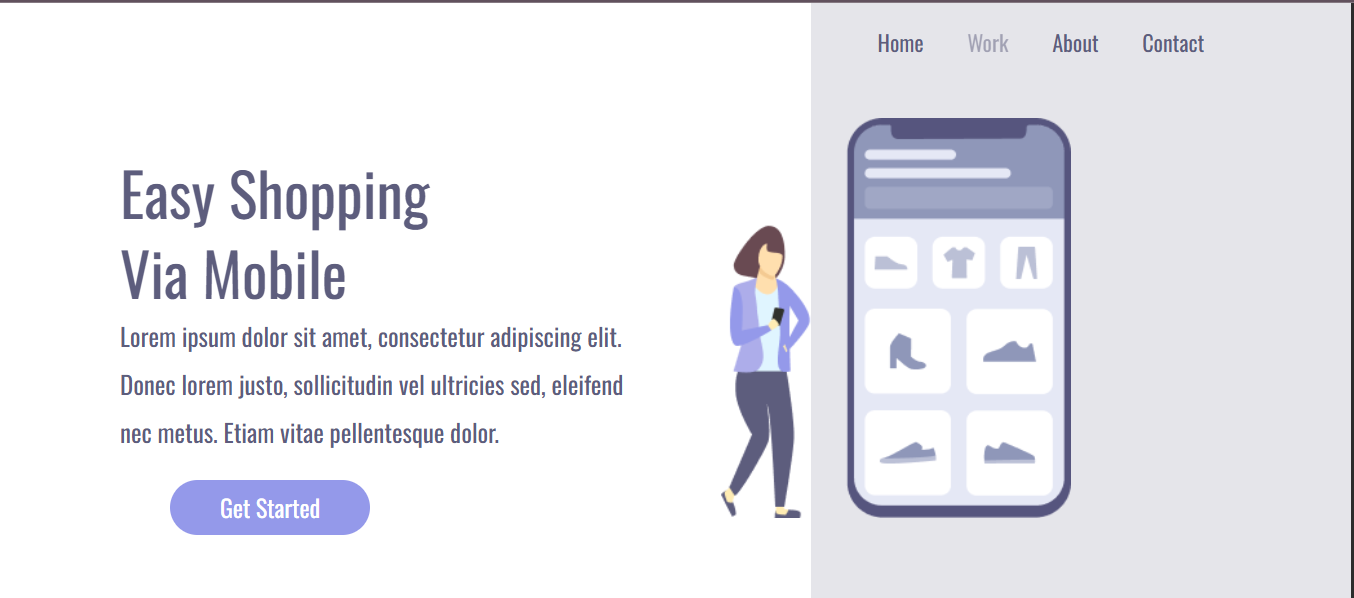 Home Work About Contact
Easy Shopping
Via Mobile
Lorem ipsum dolor sit amet, consectetur adipiscing elit.
Donec lorem justo, sollicitudin vel ultricies sed, eleifend
nec metus. Etiam vitae pellentesque dolor.
Get Started